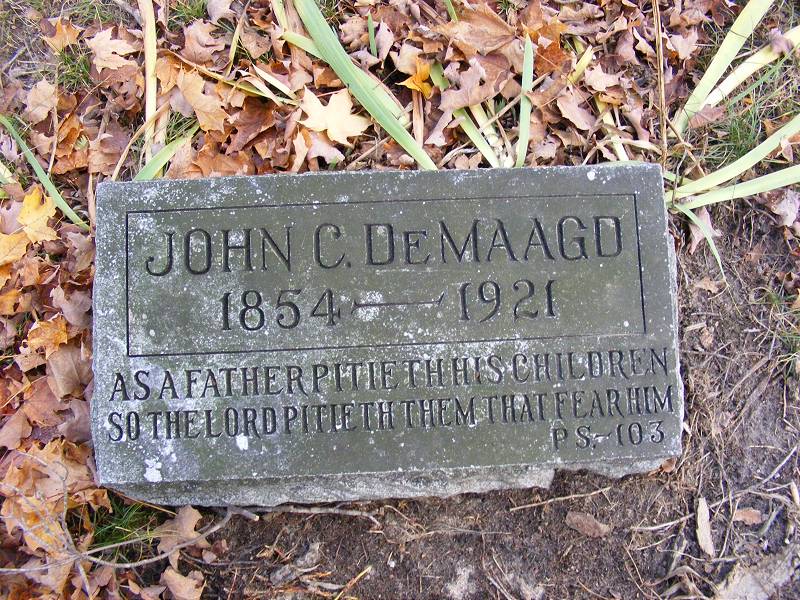 JOHN C. DEMAAGD
1854 — 1921
AS A FATHER PITIETH HIS CHILDREN
SO THE LORD PITIETH THEM THAT FEAR HIM
PS.-103